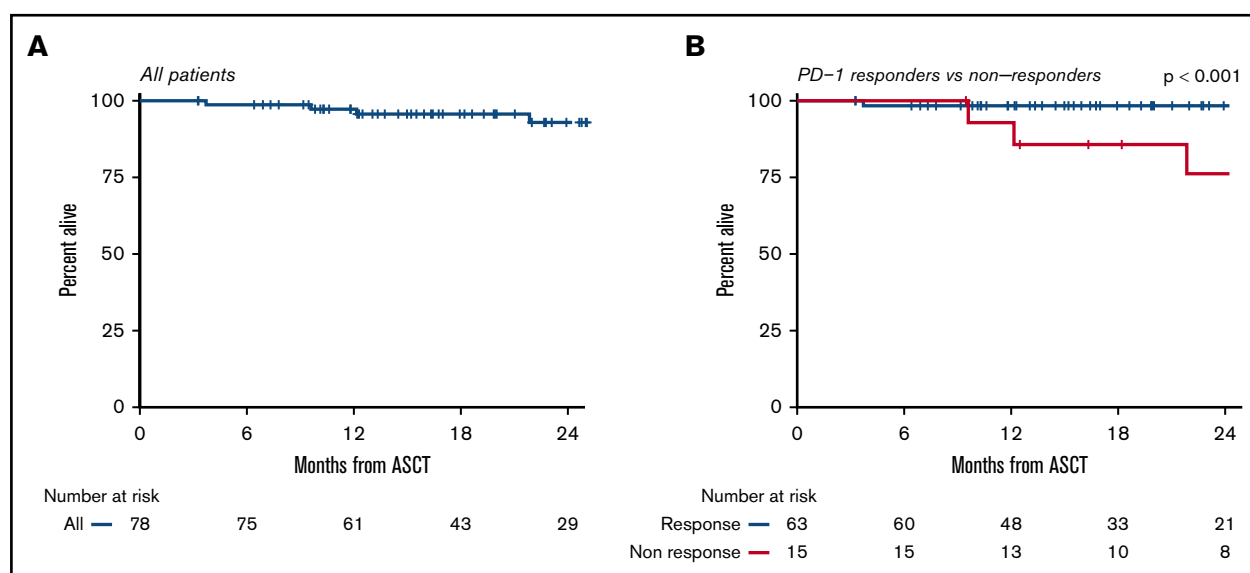 A
All patients
100
75
50
25
0
Percent alive
0 6 12 18 24
Months from ASCT
Number at risk
All 78 75 61 43 29
B
PD–1 responders vs non–responders p < 0.001
100
75
50
25
0
Percent alive
0 6 12 18 24
Months from ASCT
Number at risk
Response 63 60 48 33 21
Non response 15 15 13 10 8